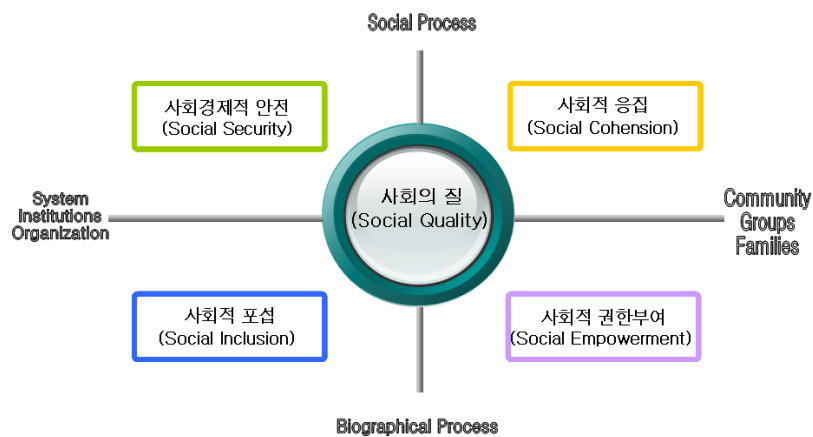 Social Process
사회경제적 안전
(Social Security)
사회적 응집
(Social Cohension)
System
Institutions
Organization
사회의 질
(Social Quality)
Community
Groups
Families
사회적 포섭
(Social Inclusion)
사회적 권한부여
(Social Empowerment)
Biographical Process